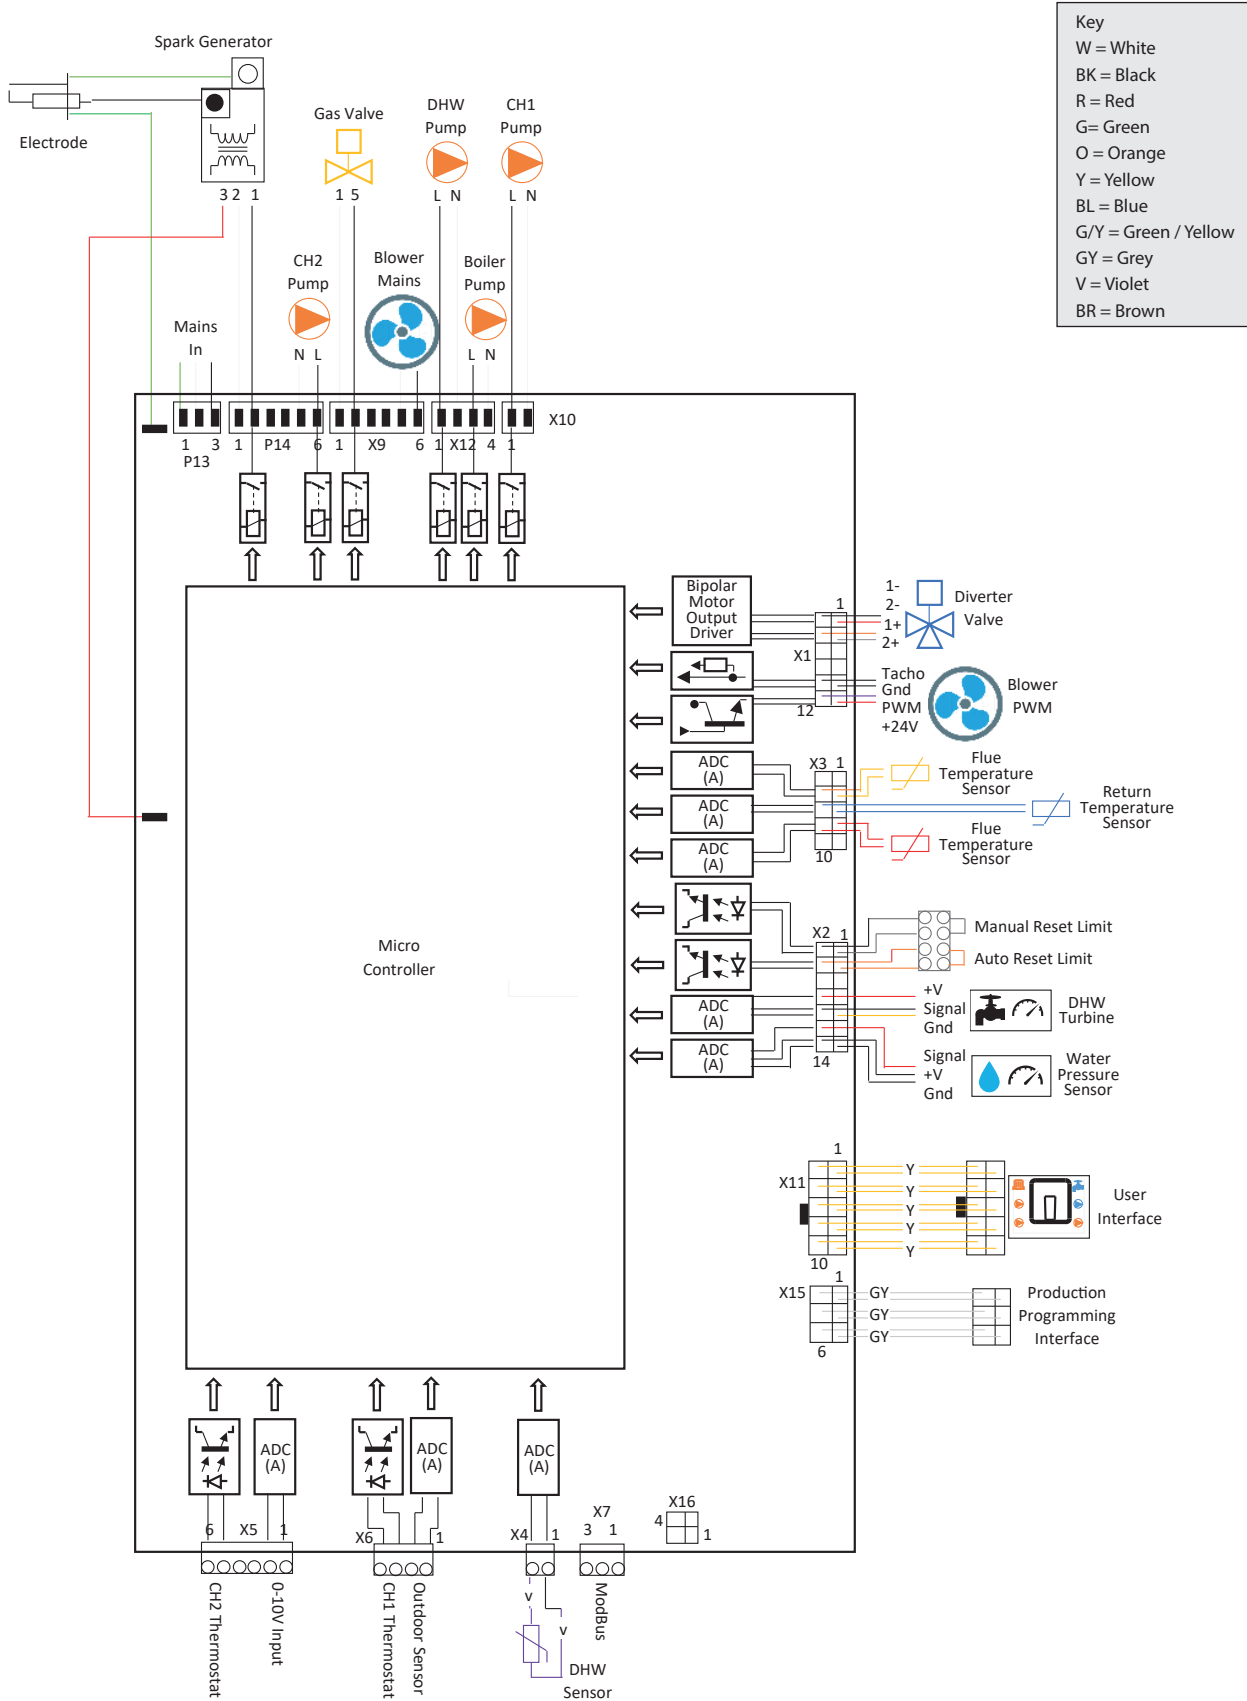 Key
W = White
BK = Black
R = Red
G= Green
O = Orange
Y = Yellow
BL = Blue
G/Y = Green / Yellow
GY = Grey
V = Violet
BR = Brown
Spark Generator
Electrode
3 2 1
Gas Valve
1 5
DHW
Pump
L N
CH1
Pump
L N
CH2
Pump
N L
Blower
Mains
Boiler
Pump
L N
Mains
In
X10
1 3
P13
1 P14 6
1 X9 6
1 X12 4
1
Bipolar
Motor
Output
Driver
1
X1
12
1-
2-
1+
2+
Diverter
Valve
Tacho
Gnd
PWM
+24V
Blower
PWM
ADC
(A)
ADC
(A)
ADC
(A)
X3 1
10
Flue
Temperature
Sensor
Return
Temperature
Sensor
Flue
Temperature
Sensor
Micro
Controller
X2 1
14
Manual Reset Limit
Auto Reset Limit
ADC
(A)
ADC
(A)
+V
Signal
Gnd
DHW
Turbine
Signal
+V
Gnd
Water
Pressure
Sensor
1
X11
10
Y
Y
Y
Y
Y
User
Interface
1
X15
6
GY
GY
GY
Production
Programming
Interface
ADC
(A)
ADC
(A)
ADC
(A)
6 X5 1
X6 1
X4 1
X7
3 1
X16
4
1
CH2 Thermostat
0-10V Input
CH1 Thermostat
Outdoor Sensor
v
v
DHW
Sensor
ModBus